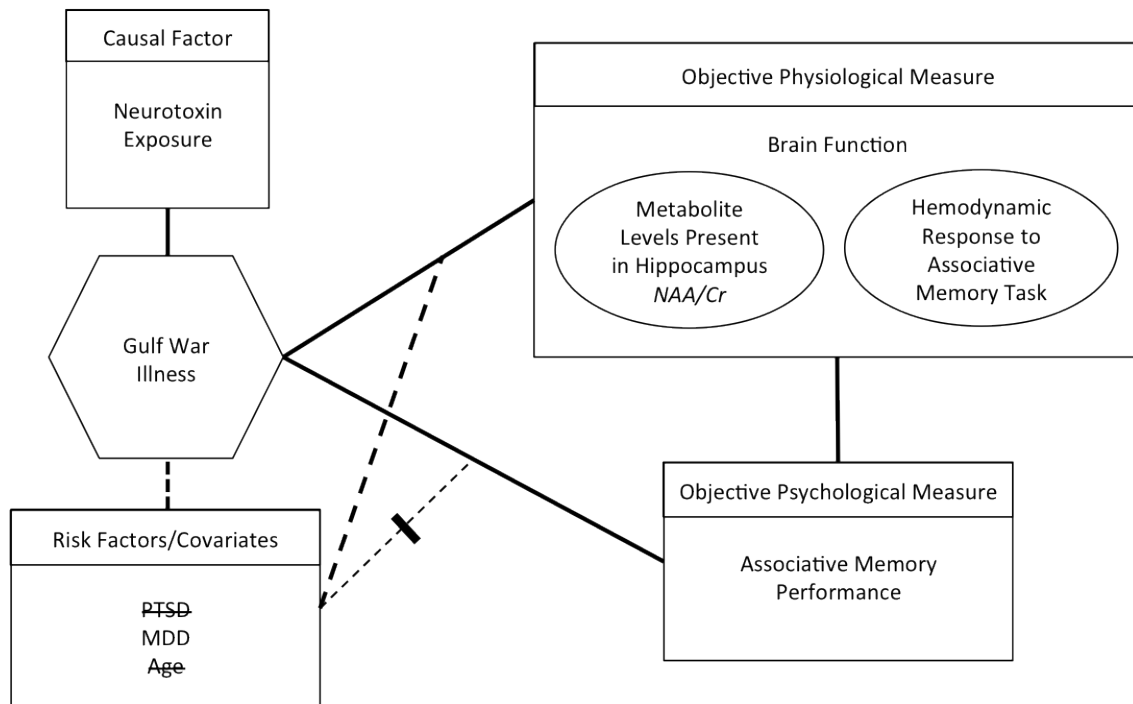 Causal Factor
Neurotoxin
Exposure
Objective Physiological Measure
Brain Function
Metabolite
Levels Present
in Hippocampus
NAA/Cr
Hemodynamic
Response to
Associative
Memory Task
Gulf War
Illness
Risk Factors/Covariates
PTSD
MDD
Age
Objective Psychological Measure
Associative Memory
Performance